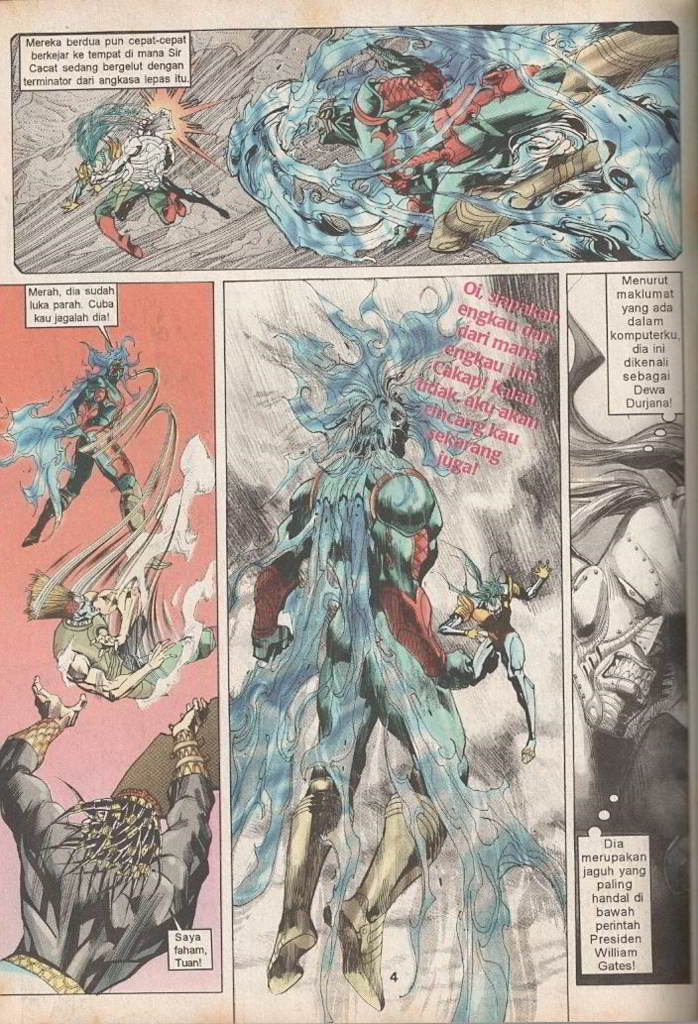 Mereka berdua pun cepat-cepat
berkejar ke tempat di mana Sir
Cacat sedang bergelut dengan
terminator dari angkasa lepas itu.
Merah, dia sudah
luka parah. Cuba
kau jagalah dia!
Saya
faham,
Tuan!
Oi, siapakah
engkau dan
dari mana
engkau ini?
Cakap! Kalau
tidak, aku akan
cincang kau
sekarang
juga!
Menurut
maklumat
yang ada
dalam
komputerku,
dia ini
dikenali
sebagai
Dewa
Durjana!
Dia
merupakan
jaguh yang
paling
handal di
bawah
perintah
Presiden
William
Gates!
4